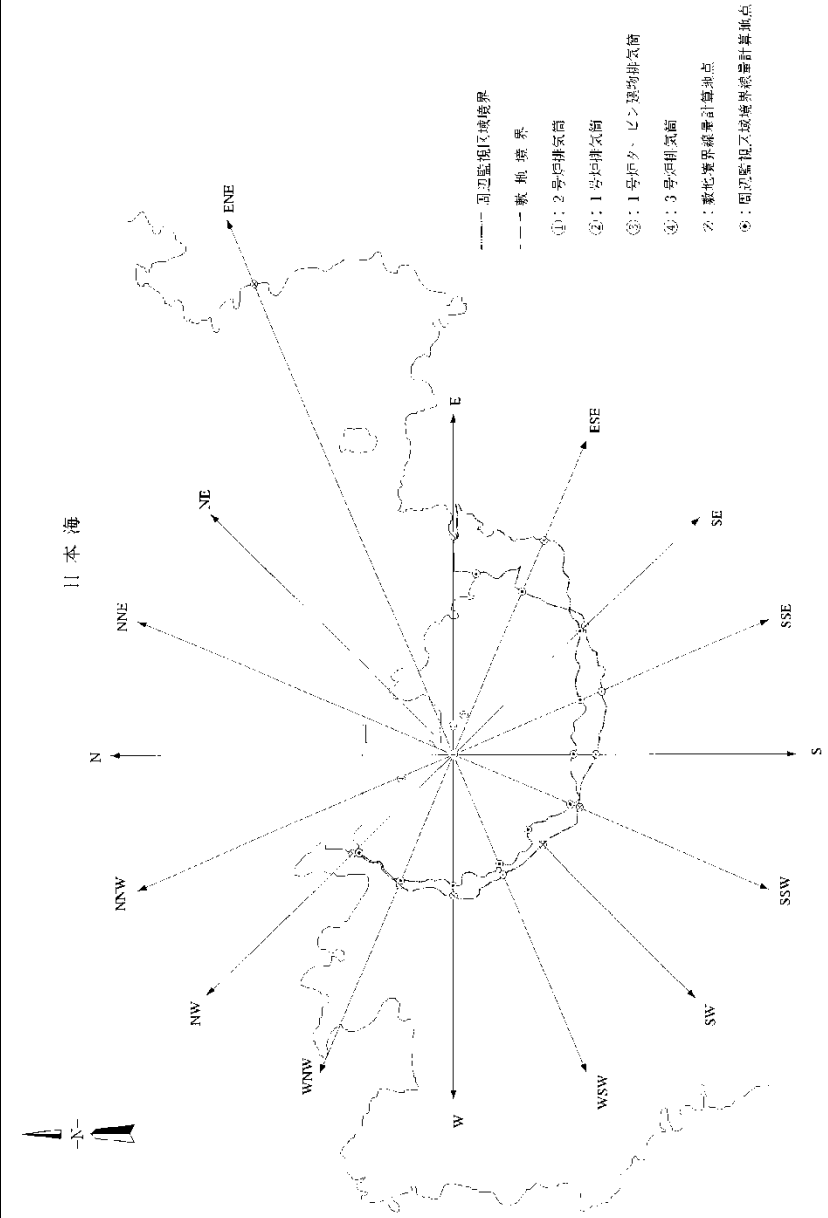 日本海
N
NNE
NE
ENE
E
ESE
SE
SSE
S
SSW
SW
WSW
W
WNW
NW
NNW
N
周辺監視区域境界
敷地境界
①：2号炉排気筒
②：1号炉排気筒
③：1号炉タービン建物排気筒
④：3号炉排気筒
敷地境界線量計算地点
：周辺監視区域境界線量計算地点